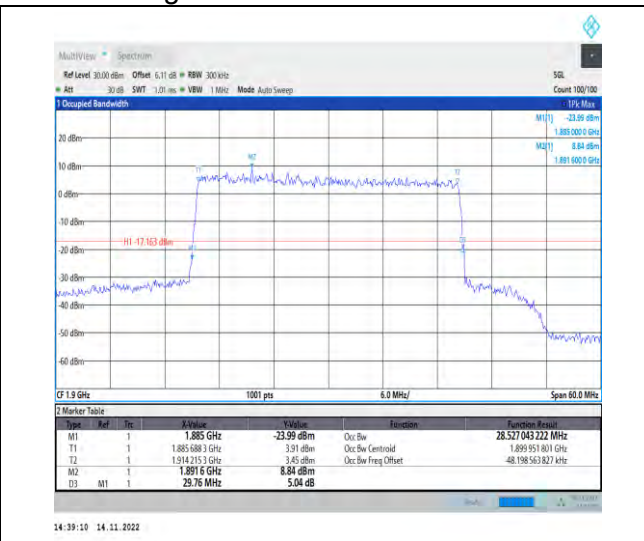 MultiView Spectrum
Ref Level 30.00 dBm Offset 6.11 dB RBW 300 kHz SGL
Att 30 dB SWT 1.01 ms VBW 1 MHz Mode Auto Sweep Count 100/100
1 Occupied Bandwidth 1Pk Max
M1[1] -23.99 dBm
1.885 000 0 GHz
M2[1] 8.84 dBm
1.891 600 0 GHz
20 dBm
10 dBm
0 dBm
-10 dBm
-20 dBm
-30 dBm
-40 dBm
-50 dBm
-60 dBm
T1
M2
T2
H1 -17.163 dBm
M1
D3
CF 1.9 GHz 1001 pts 6.0 MHz/ Span 60.0 MHz
2 Marker Table
Type Ref Trc X-Value Y-Value Function Function Result
M1 1 1.885 GHz -23.99 dBm Occ Bw 28.527 043 222 MHz
T1 1 1.885 688 3 GHz 3.91 dBm Occ Bw Centroid 1.899 951 801 GHz
T2 1 1.914 215 3 GHz 3.45 dBm Occ Bw Freq Offset -48.198 563 827 kHz
M2 1 1.891 6 GHz 8.84 dBm
D3 M1 1 29.76 MHz 5.04 dB
14:39:10 14.11.2022